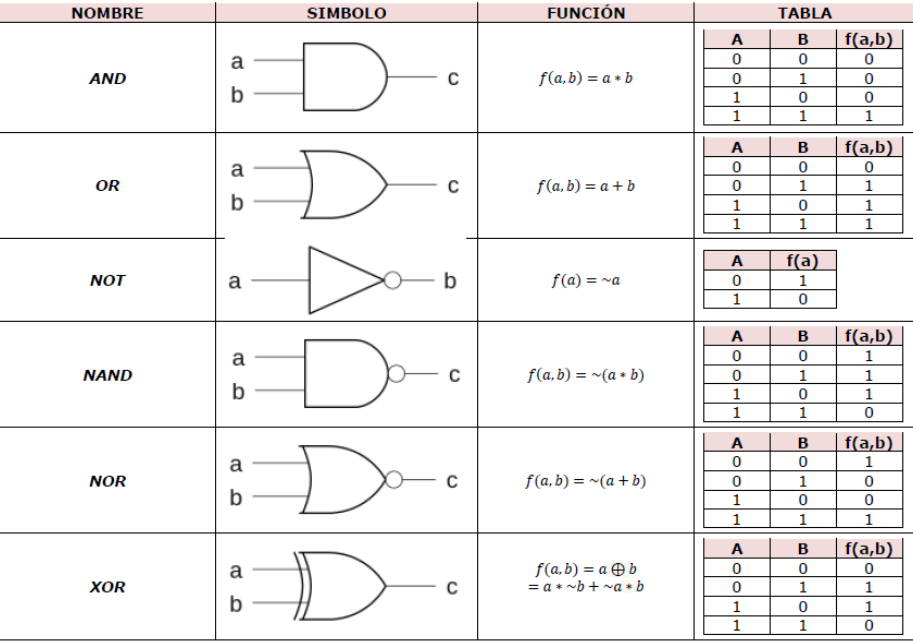 NOMBRE SIMBOLO FUNCIÓN TABLA
AND
a
b
c
f(a,b) = a * b
A B f(a,b)
0 0 0
0 1 0
1 0 0
1 1 1
OR
a
b
c
f(a,b) = a + b
A B f(a,b)
0 0 0
0 1 1
1 0 1
1 1 1
NOT
a b
f(a) = ~a
A f(a)
0 1
1 0
NAND
a
b
c
f(a,b) = ~(a * b)
A B f(a,b)
0 0 1
0 1 1
1 0 1
1 1 0
NOR
a
b
c
f(a,b) = ~(a + b)
A B f(a,b)
0 0 1
0 1 0
1 0 0
1 1 1
XOR
a
b
c
f(a,b) = a ⊕ b
= a * ~b + ~a * b
A B f(a,b)
0 0 0
0 1 1
1 0 1
1 1 0